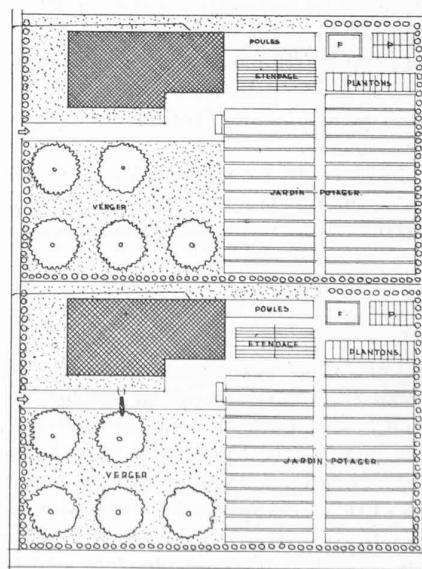 POULES
F
P.
ETENDAGE
PLANTONS
JARDIN POTAGER.
VERGER
POULES
F.
P.
ETENDAGE
PLANTONS.
JARDIN POTAGER
VERGER